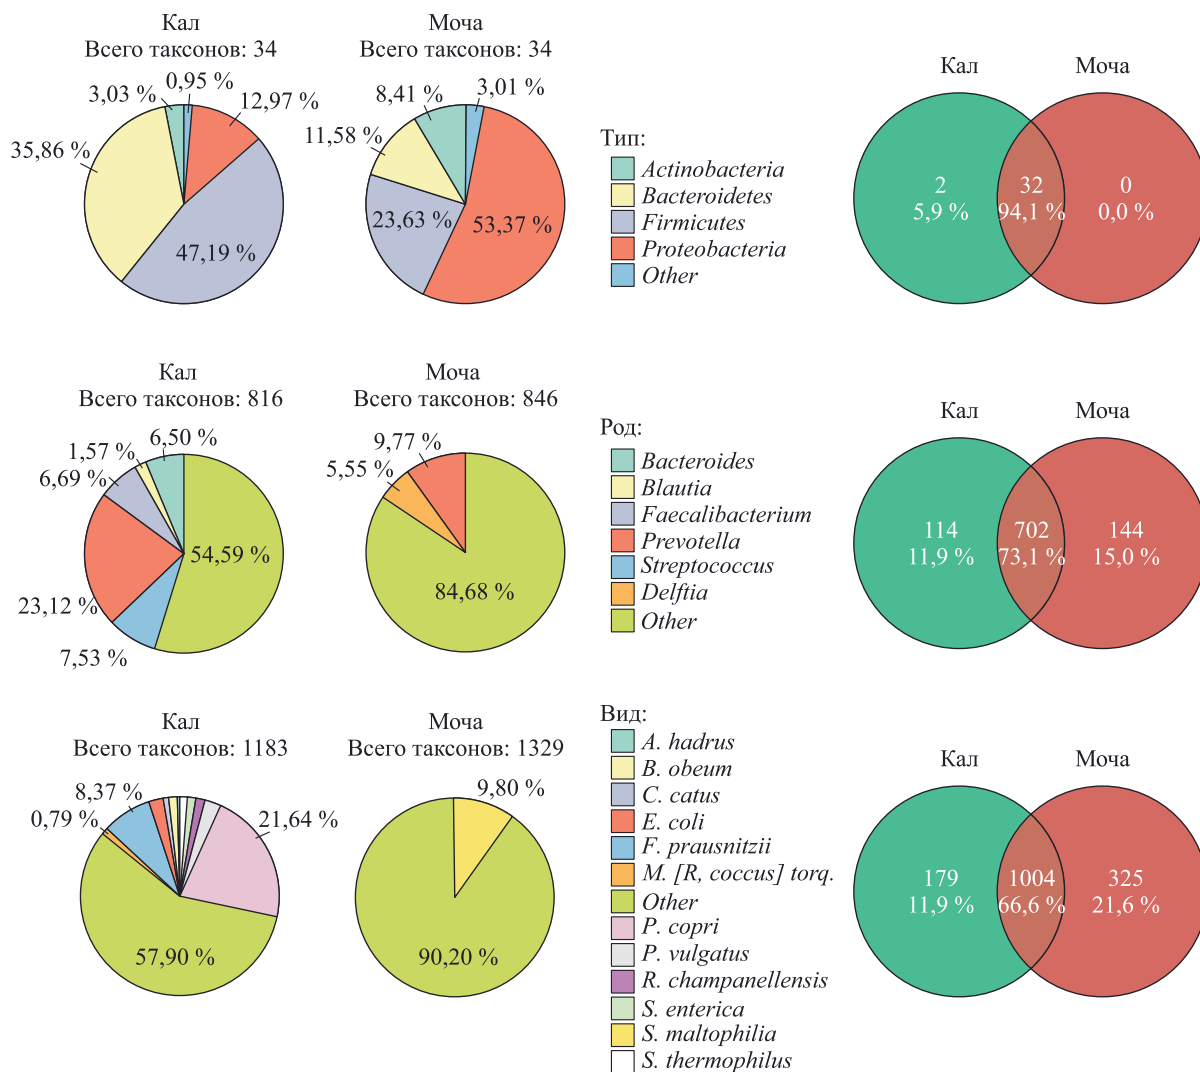 Кал
Всего таксонов: 34
0,95 %
3,03 %
12,97 %
35,86 %
47,19 %
Моча
Всего таксонов: 34
3,01 %
8,41 %
11,58 %
23,63 %
53,37 %
Тип:
Actinobacteria
Bacteroidetes
Firmicutes
Proteobacteria
Other
Кал
Моча
2
5,9 %
32
94,1 %
0
0,0 %
Кал
Всего таксонов: 816
6,50 %
1,57 %
6,69 %
54,59 %
23,12 %
7,53 %
Моча
Всего таксонов: 846
9,77 %
5,55 %
84,68 %
Род:
Bacteroides
Blautia
Faecalibacterium
Prevotella
Streptococcus
Delftia
Other
Кал
Моча
114
11,9 %
702
73,1 %
144
15,0 %
Кал
Всего таксонов: 1183
8,37 %
0,79 %
21,64 %
57,90 %
Моча
Всего таксонов: 1329
9,80 %
90,20 %
Вид:
A. hadrus
B. obeum
C. catus
E. coli
F. prausnitzii
M. [R, coccus] torq.
Other
P. copri
P. vulgatus
R. champanellensis
S. enterica
S. maltophilia
S. thermophilus
Кал
Моча
179
11,9 %
1004
66,6 %
325
21,6 %